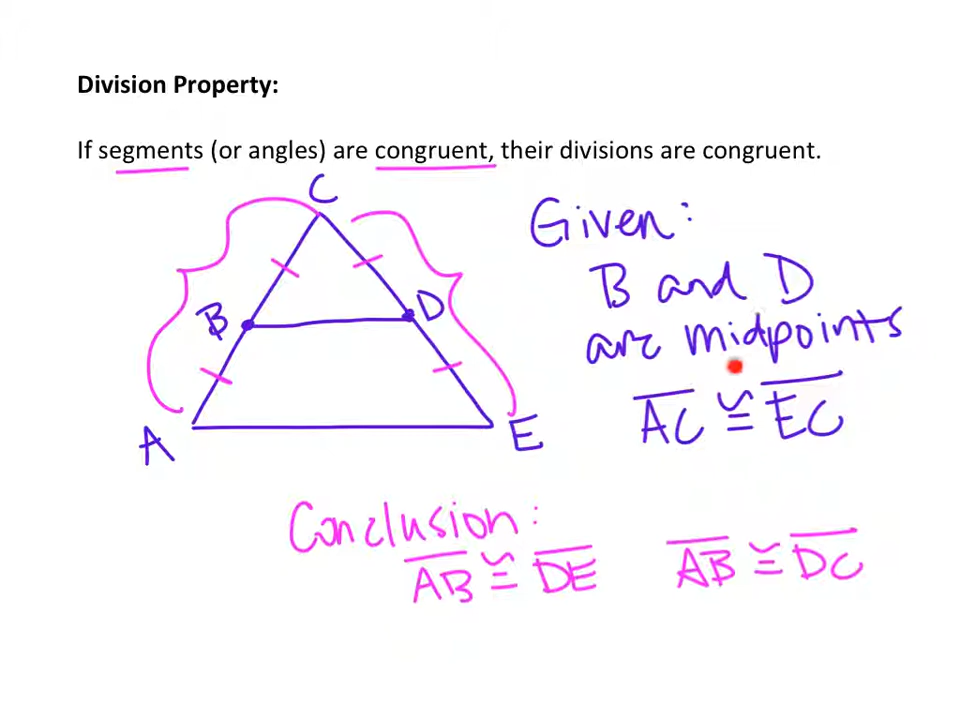 Division Property:
If segments (or angles) are congruent, their divisions are congruent.
C
Given:
B and D
B
D
are midpoints
AC ≅ EC
A
E
Conclusion:
AB ≅ DE
AB ≅ DC